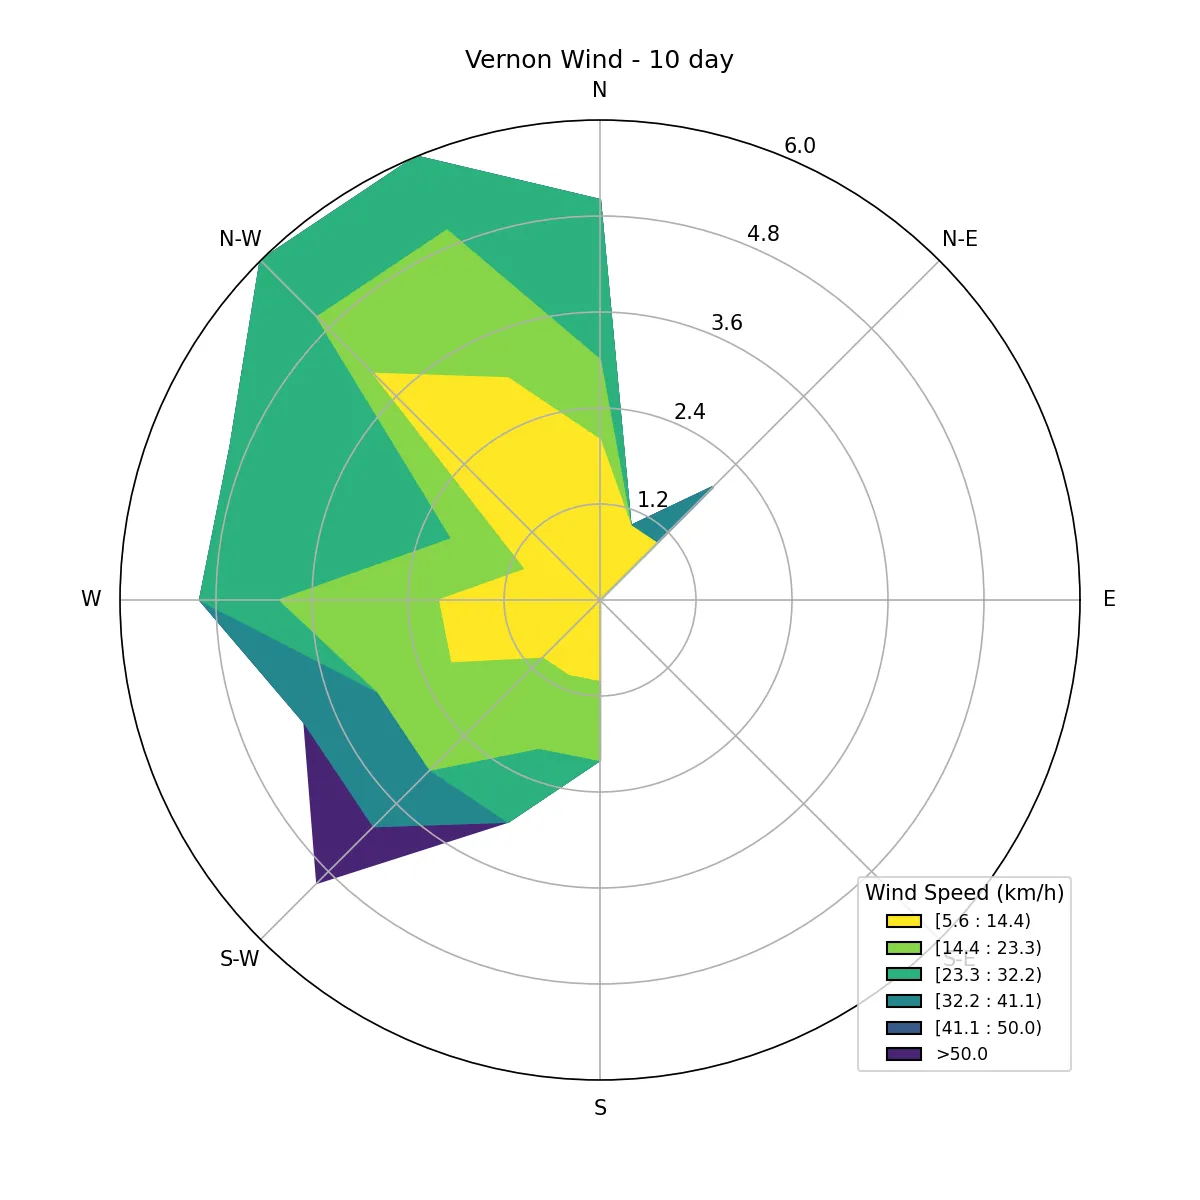 Vernon Wind - 10 day
N
6.0
N-W
N-E
4.8
3.6
2.4
1.2
W
E
Wind Speed (km/h)
[5.6 : 14.4)
[14.4 : 23.3)
S-W
S-E
[23.3 : 32.2)
[32.2 : 41.1)
[41.1 : 50.0)
>50.0
S